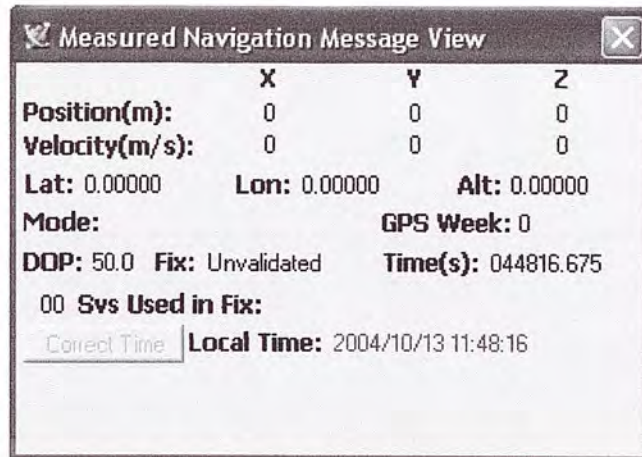 Measured Navigation Message View
X Y Z
Position(m): 0 0 0
Velocity(m/s): 0 0 0
Lat: 0.00000 Lon: 0.00000 Alt: 0.00000
Mode: GPS Week: 0
DOP: 50.0 Fix: Unvalidated Time(s): 044816.675
00 Svs Used in Fix:
Correct Time Local Time: 2004/10/13 11:48:16